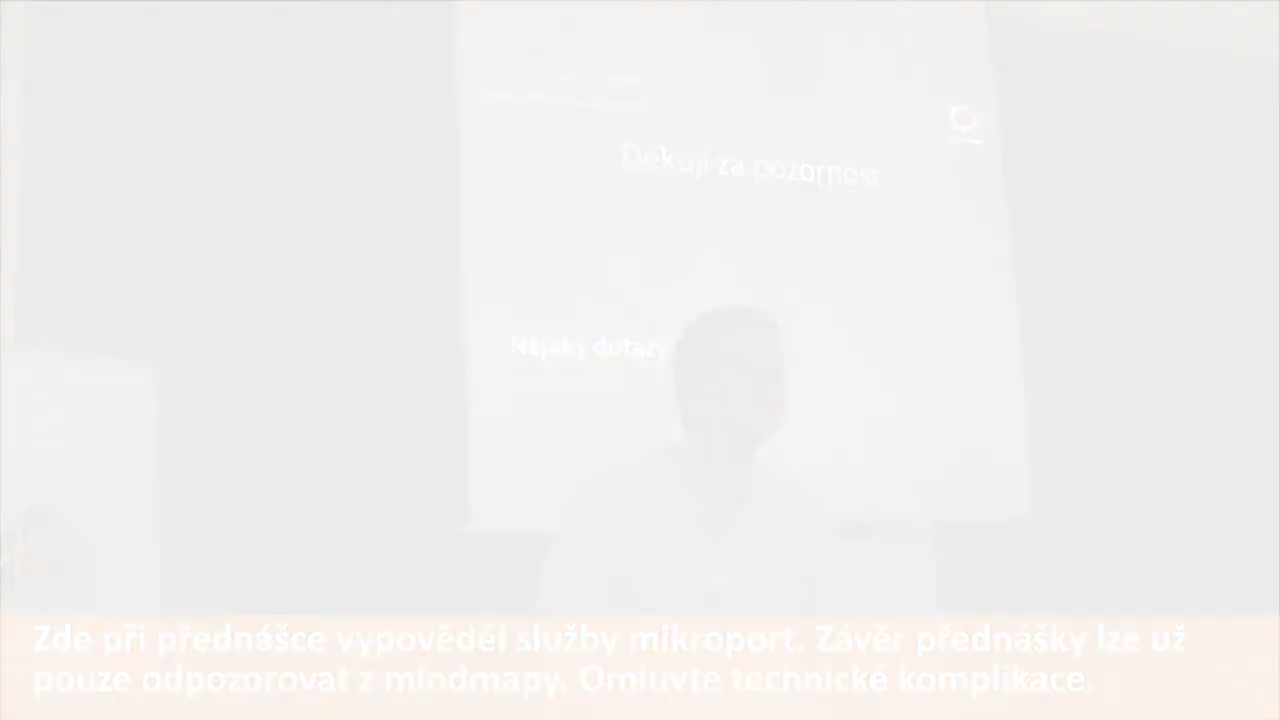 Děkuji za pozornost
Nějaký dotazy
Zde při přednášce vypověděl služby mikroport. Závěr přednášky lze už
pouze odpozorovat z mindmapy. Omluvte technické komplikace.